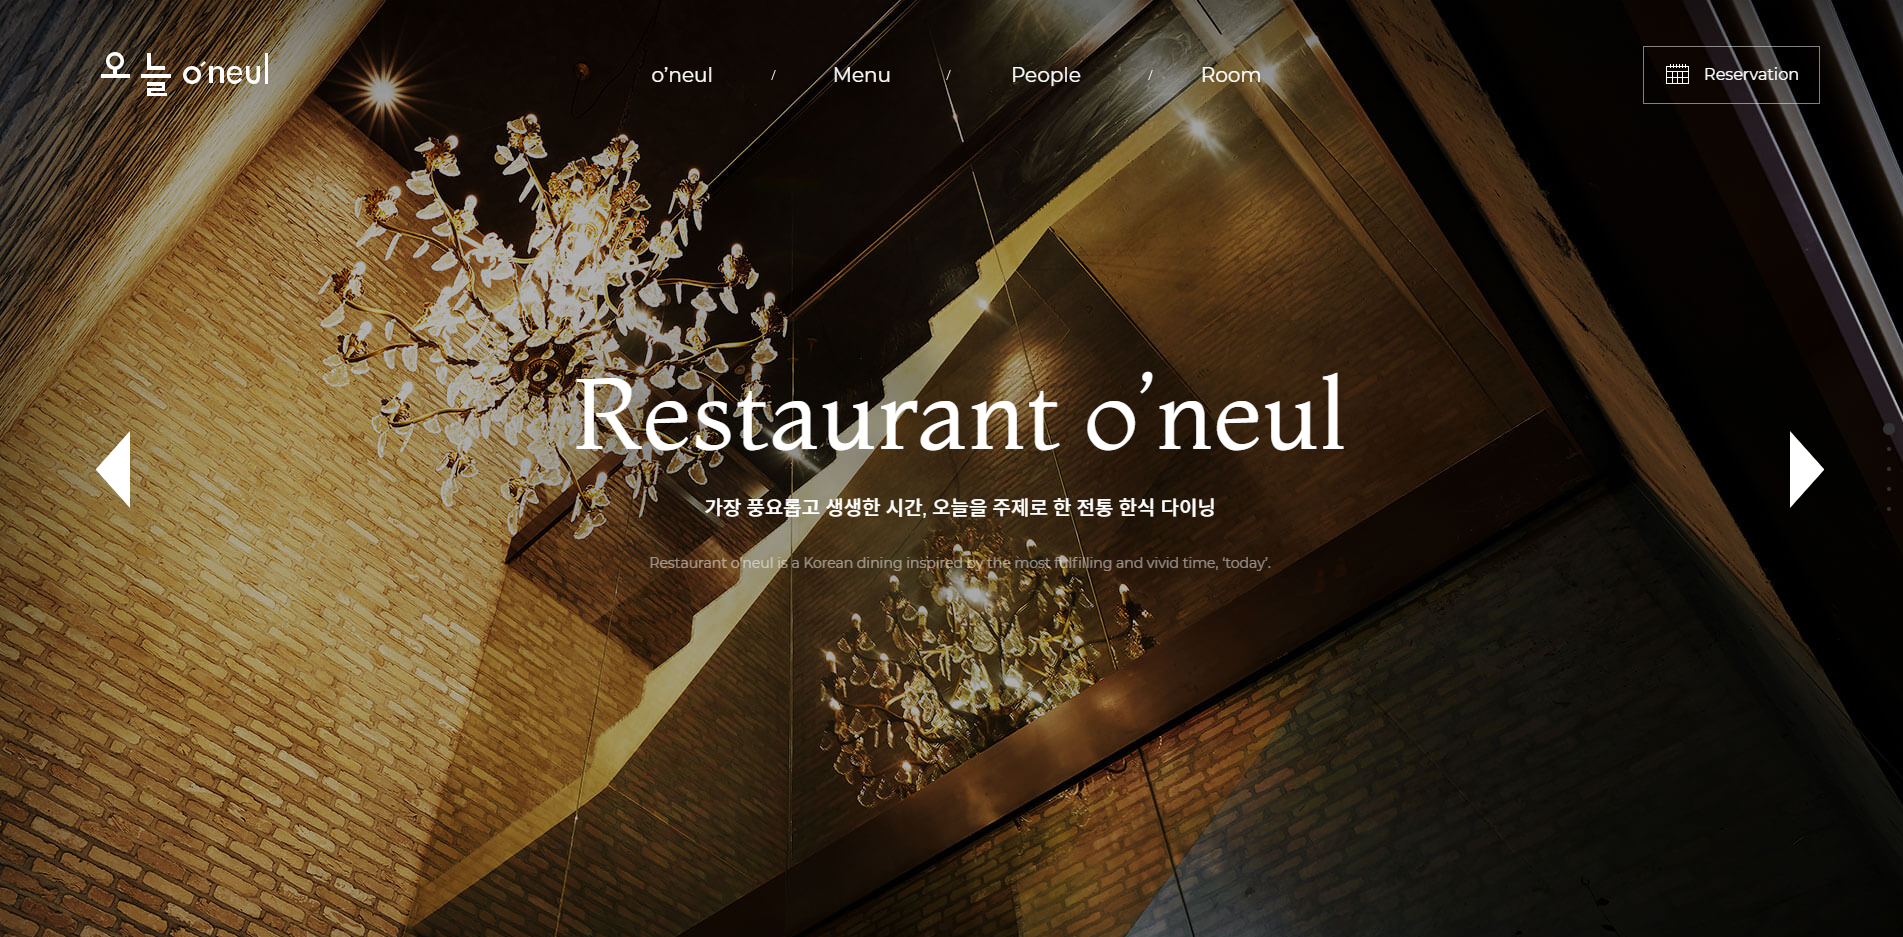 오늘 o'neul
o’neul / Menu / People / Room
Reservation
Restaurant o’neul
가장 풍요롭고 생생한 시간, 오늘을 주제로 한 전통 한식 다이닝
Restaurant o’neul is a Korean dining inspired by the most fulfilling and vivid time, ‘today’.